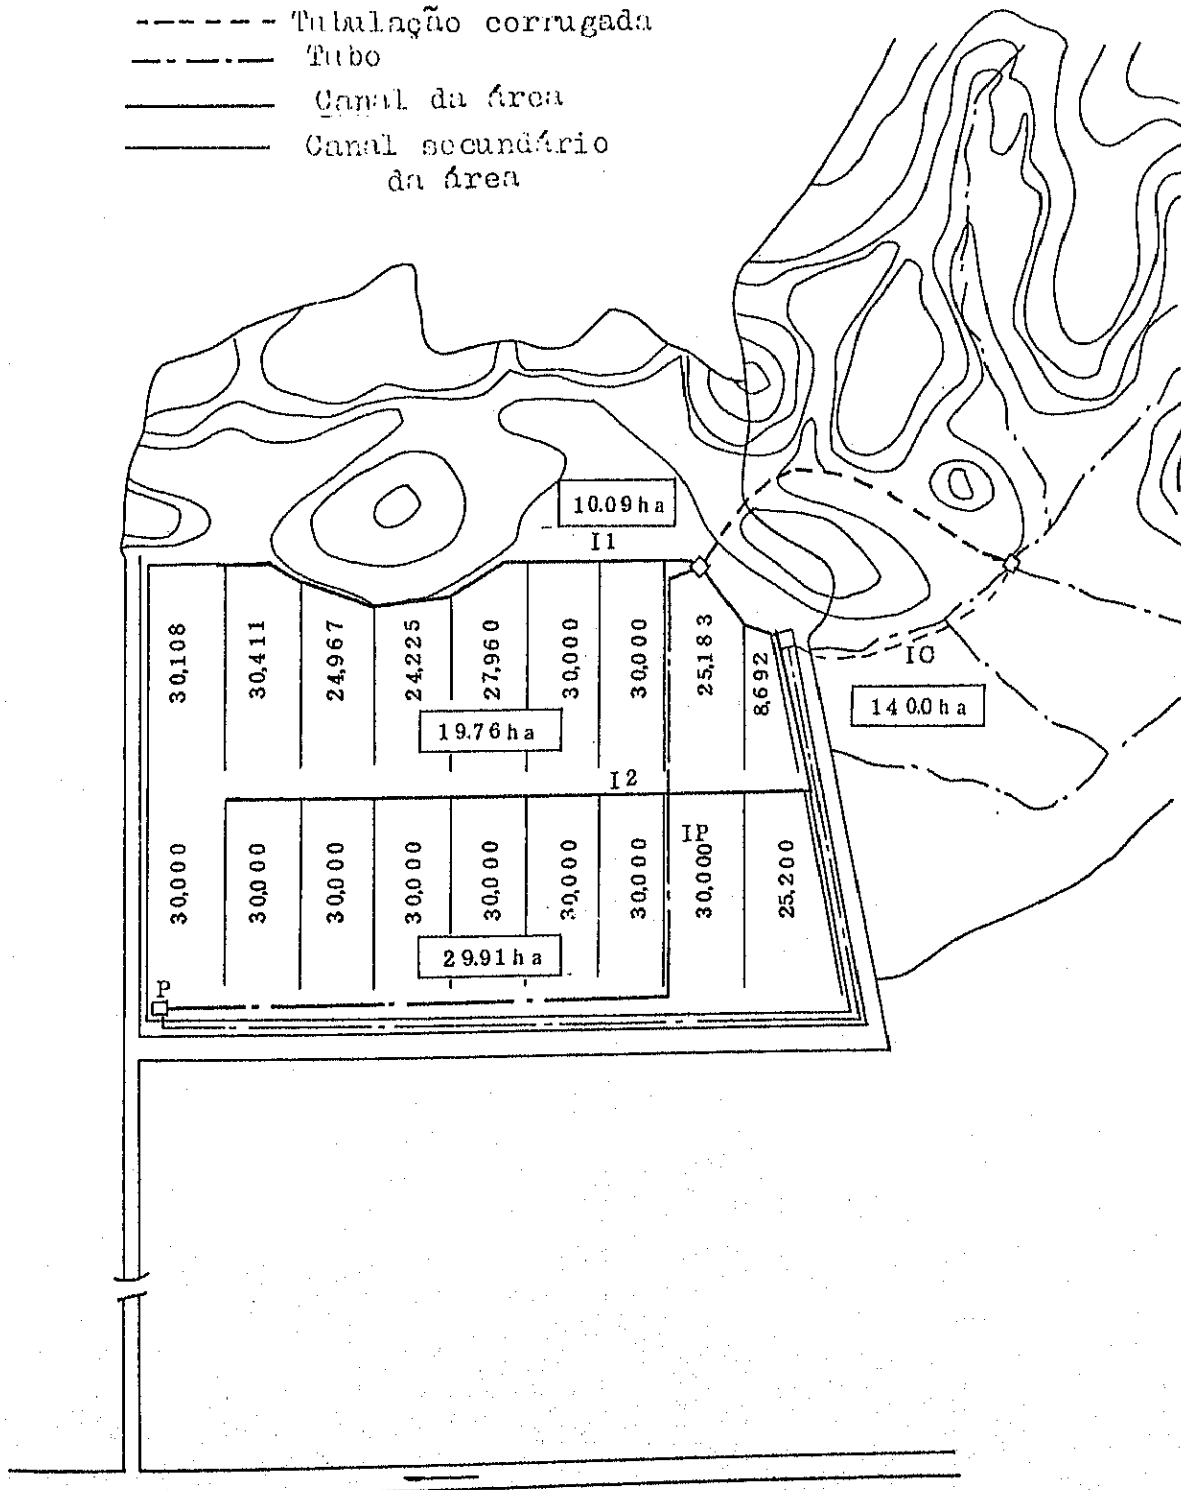 Tubulação corrugada
Tubo
Canal da área
Canal secundário
da área
10.09 ha
I1
30,108
30,411
24,967
24,225
27,960
30,000
30,000
25,183
8,692
IC
140.0 ha
19.76 ha
I2
IP
30,000
30,000
30,000
30,000
30,000
30,000
30,000
30,000
25,200
29.91 ha
P